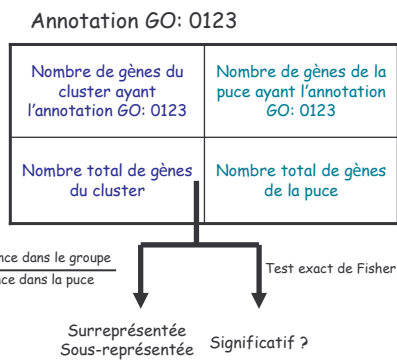 Annotation GO: 0123
Nombre de gènes du
cluster ayant
l'annotation GO: 0123
Nombre de gènes de la
puce ayant l'annotation
GO: 0123
Nombre total de gènes
du cluster
Nombre total de gènes
de la puce
dans le groupe
dans la puce
Test exact de Fisher
Surreprésentée
Sous-représentée
Significatif ?